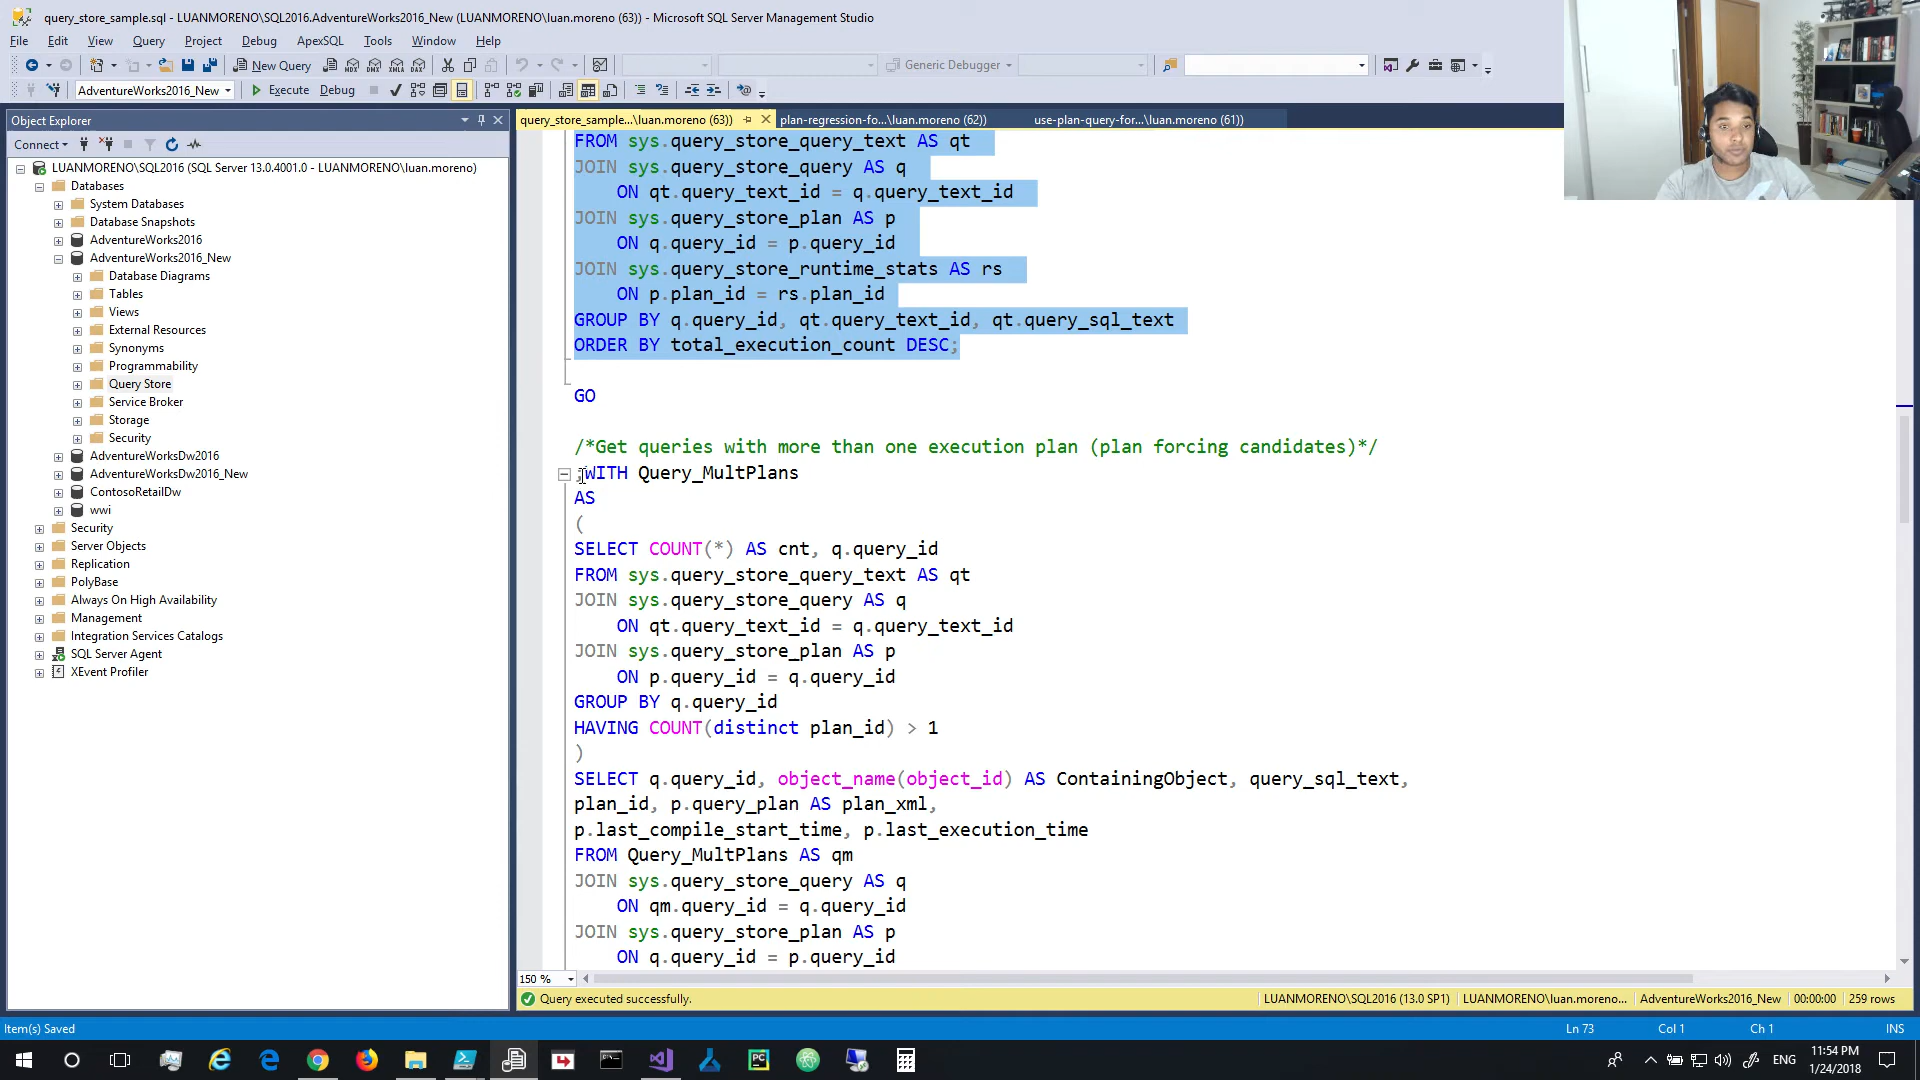 query_store_sample.sql - LUANMORENO\SQL2016.AdventureWorks2016_New (LUANMORENO\luan.moreno (63)) - Microsoft SQL Server Management Studio
File Edit View Query Project Debug ApexSQL Tools Window Help
New Query MDX DMX XMLA DAX Generic Debugger
AdventureWorks2016_New Execute Debug
Object Explorer
Connect
LUANMORENO\SQL2016 (SQL Server 13.0.4001.0 - LUANMORENO\luan.moreno)
Databases
System Databases
Database Snapshots
AdventureWorks2016
AdventureWorks2016_New
Database Diagrams
Tables
Views
External Resources
Synonyms
Programmability
Query Store
Service Broker
Storage
Security
AdventureWorksDw2016
AdventureWorksDw2016_New
ContosoRetailDw
wwi
Security
Server Objects
Replication
PolyBase
Always On High Availability
Management
Integration Services Catalogs
SQL Server Agent
XEvent Profiler
query_store_sample...\luan.moreno (63)) plan-regression-fo...\luan.moreno (62)) use-plan-query-for...\luan.moreno (61))
FROM sys.query_store_query_text AS qt
JOIN sys.query_store_query AS q
ON qt.query_text_id = q.query_text_id
JOIN sys.query_store_plan AS p
ON q.query_id = p.query_id
JOIN sys.query_store_runtime_stats AS rs
ON p.plan_id = rs.plan_id
GROUP BY q.query_id, qt.query_text_id, qt.query_sql_text
ORDER BY total_execution_count DESC;
GO
/*Get queries with more than one execution plan (plan forcing candidates)*/
;WITH Query_MultPlans
AS
(
SELECT COUNT(*) AS cnt, q.query_id
FROM sys.query_store_query_text AS qt
JOIN sys.query_store_query AS q
ON qt.query_text_id = q.query_text_id
JOIN sys.query_store_plan AS p
ON p.query_id = q.query_id
GROUP BY q.query_id
HAVING COUNT(distinct plan_id) > 1
)
SELECT q.query_id, object_name(object_id) AS ContainingObject, query_sql_text,
plan_id, p.query_plan AS plan_xml,
p.last_compile_start_time, p.last_execution_time
FROM Query_MultPlans AS qm
JOIN sys.query_store_query AS q
ON qm.query_id = q.query_id
JOIN sys.query_store_plan AS p
ON q.query_id = p.query_id
150 %
Query executed successfully. LUANMORENO\SQL2016 (13.0 SP1) LUANMORENO\luan.moreno... AdventureWorks2016_New 00:00:00 259 rows
Item(s) Saved Ln 73 Col 1 Ch 1 INS
PC ENG 11:54 PM
1/24/2018